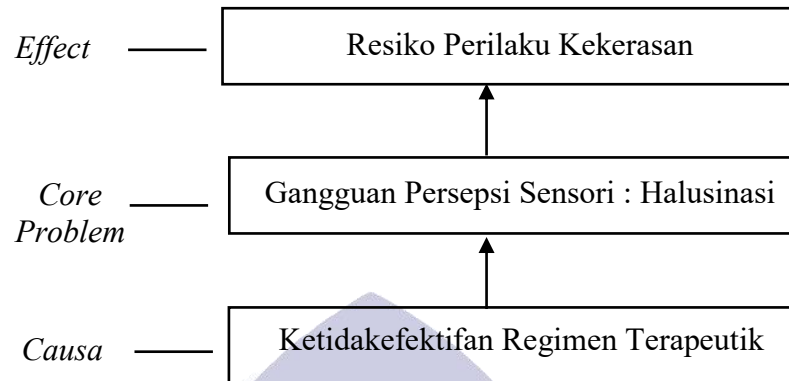 Effect
Resiko Perilaku Kekerasan
Core
Problem
Gangguan Persepsi Sensori : Halusinasi
Causa
Ketidakefektifan Regimen Terapeutik